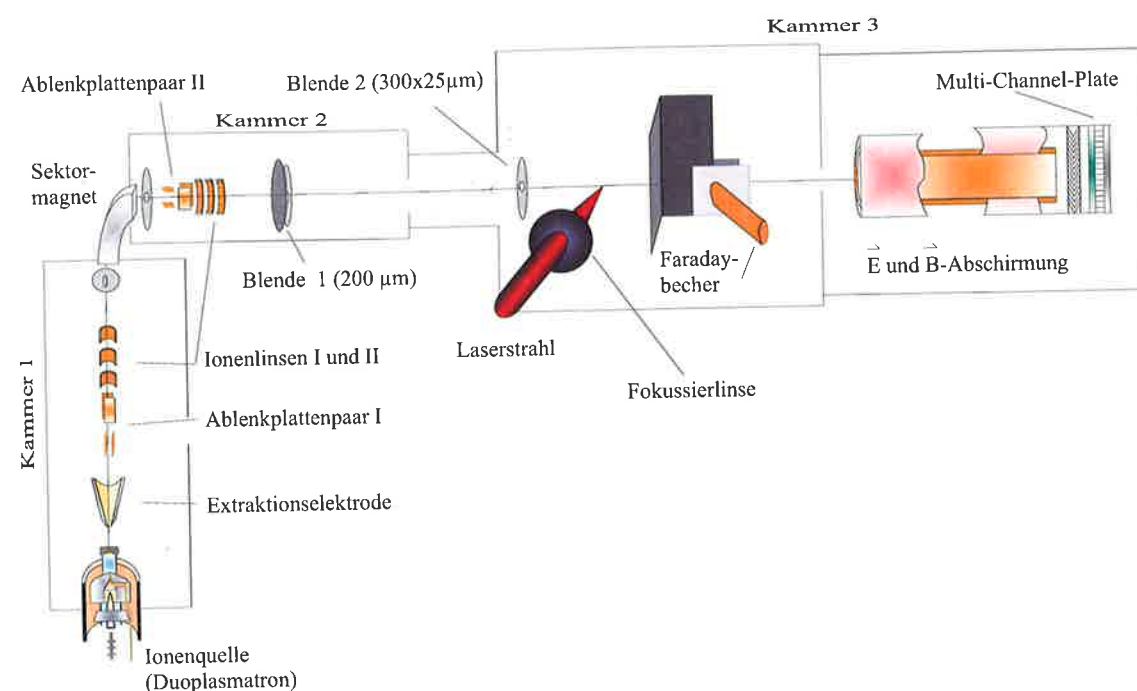 Kammer 3
Ablenkplattenpaar II
Blende 2 (300x25µm)
Multi-Channel-Plate
Kammer 2
Sektor-
magnet
Blende 1 (200 µm)
Faraday-
becher
E und B-Abschirmung
Kammer 1
Ionenlinsen I und II
Laserstrahl
Fokussierlinse
Ablenkplattenpaar I
Extraktionselektrode
Ionenquelle
(Duoplasmatron)